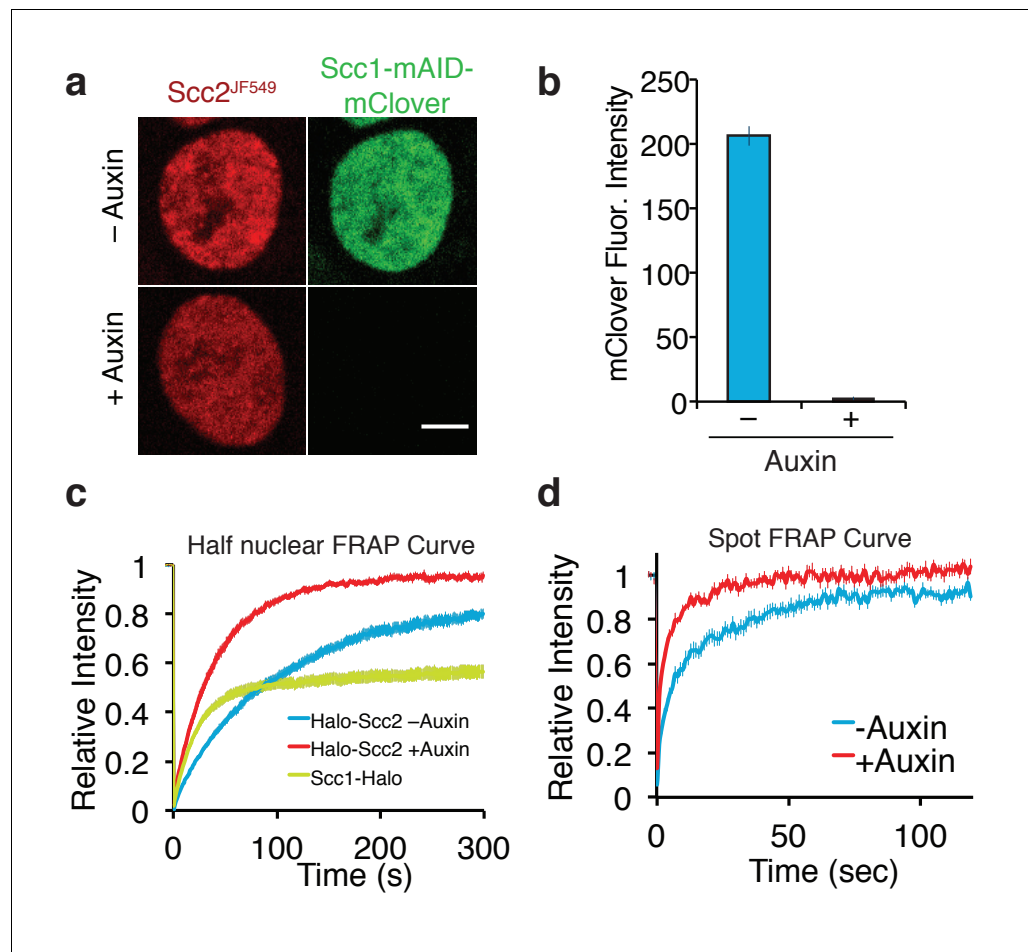 a
Scc2JF549
Scc1-mAID-
mClover
– Auxin
+ Auxin
b
mClover Fluor. Intensity
250
200
150
100
50
0
–
+
Auxin
c
Half nuclear FRAP Curve
Relative Intensity
1
0.8
0.6
0.4
0.2
0
Halo-Scc2 –Auxin
Halo-Scc2 +Auxin
Scc1-Halo
0 100 200 300
Time (s)
d
Spot FRAP Curve
Relative Intensity
1
0.8
0.6
0.4
0.2
0
-Auxin
+Auxin
0 50 100
Time (sec)